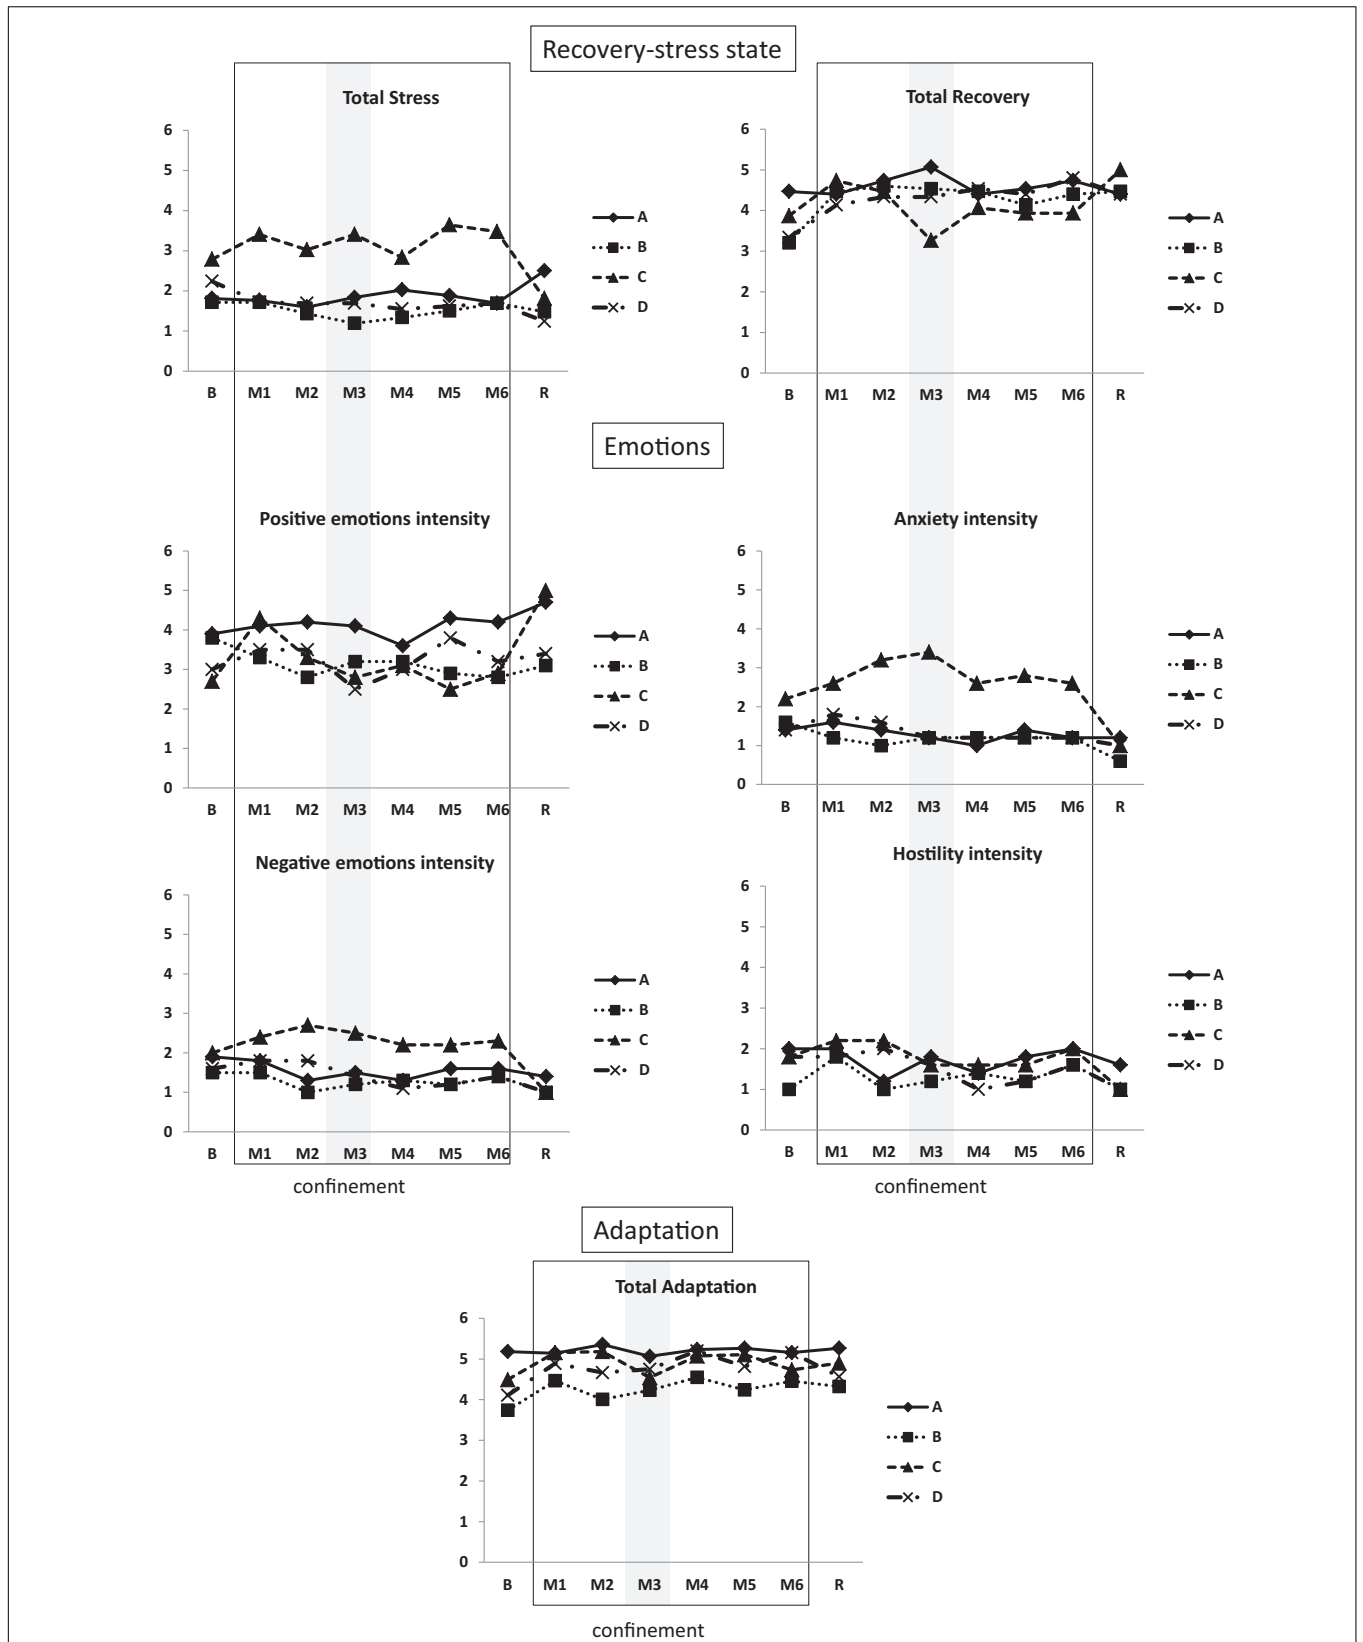 Recovery-stress state
Total Stress
6
5
4
3
2
1
0
B M1 M2 M3 M4 M5 M6 R
A
B
C
D
Total Recovery
6
5
4
3
2
1
0
B M1 M2 M3 M4 M5 M6 R
A
B
C
D
Emotions
Positive emotions intensity
6
5
4
3
2
1
0
B M1 M2 M3 M4 M5 M6 R
A
B
C
D
Anxiety intensity
6
5
4
3
2
1
0
B M1 M2 M3 M4 M5 M6 R
A
B
C
D
Negative emotions intensity
6
5
4
3
2
1
0
B M1 M2 M3 M4 M5 M6 R
A
B
C
D
confinement
Hostility intensity
6
5
4
3
2
1
0
B M1 M2 M3 M4 M5 M6 R
A
B
C
D
confinement
Adaptation
Total Adaptation
6
5
4
3
2
1
0
B M1 M2 M3 M4 M5 M6 R
A
B
C
D
confinement